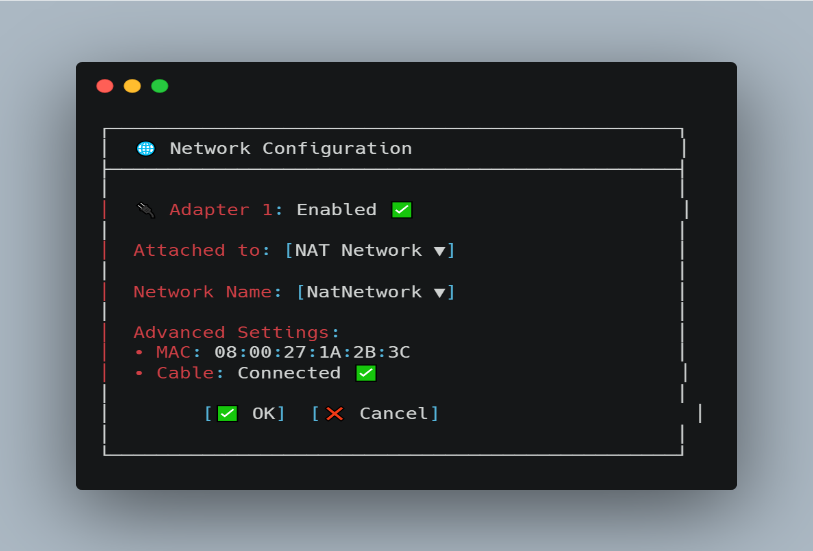 🌐 Network Configuration
🔌 Adapter 1: Enabled ✅
Attached to: [NAT Network ▼]
Network Name: [NatNetwork ▼]
Advanced Settings:
• MAC: 08:00:27:1A:2B:3C
• Cable: Connected ✅
[✅ OK] [❌ Cancel]